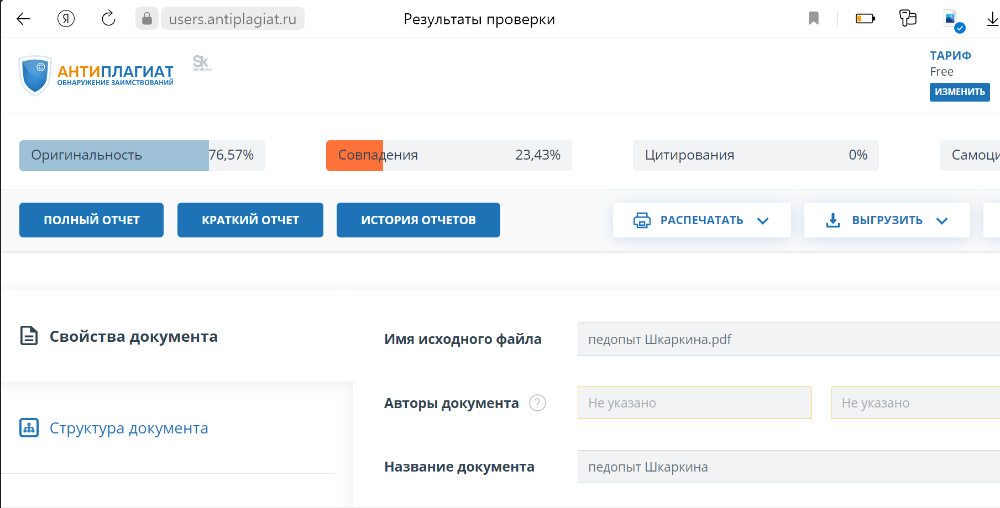 Я users.antiplagiat.ru Результаты проверки
АНТИПЛАГИАТ
ОБНАРУЖЕНИЕ ЗАИМСТВОВАНИЙ
Sk
Skolkovo
ТАРИФ
Free
ИЗМЕНИТЬ
Оригинальность 76,57% Совпадения 23,43% Цитирования 0% Самоци
ПОЛНЫЙ ОТЧЕТ КРАТКИЙ ОТЧЕТ ИСТОРИЯ ОТЧЕТОВ РАСПЕЧАТАТЬ ВЫГРУЗИТЬ
Свойства документа
Имя исходного файла педопыт Шкаркина.pdf
Авторы документа ? Не указано Не указано
Структура документа
Название документа педопыт Шкаркина